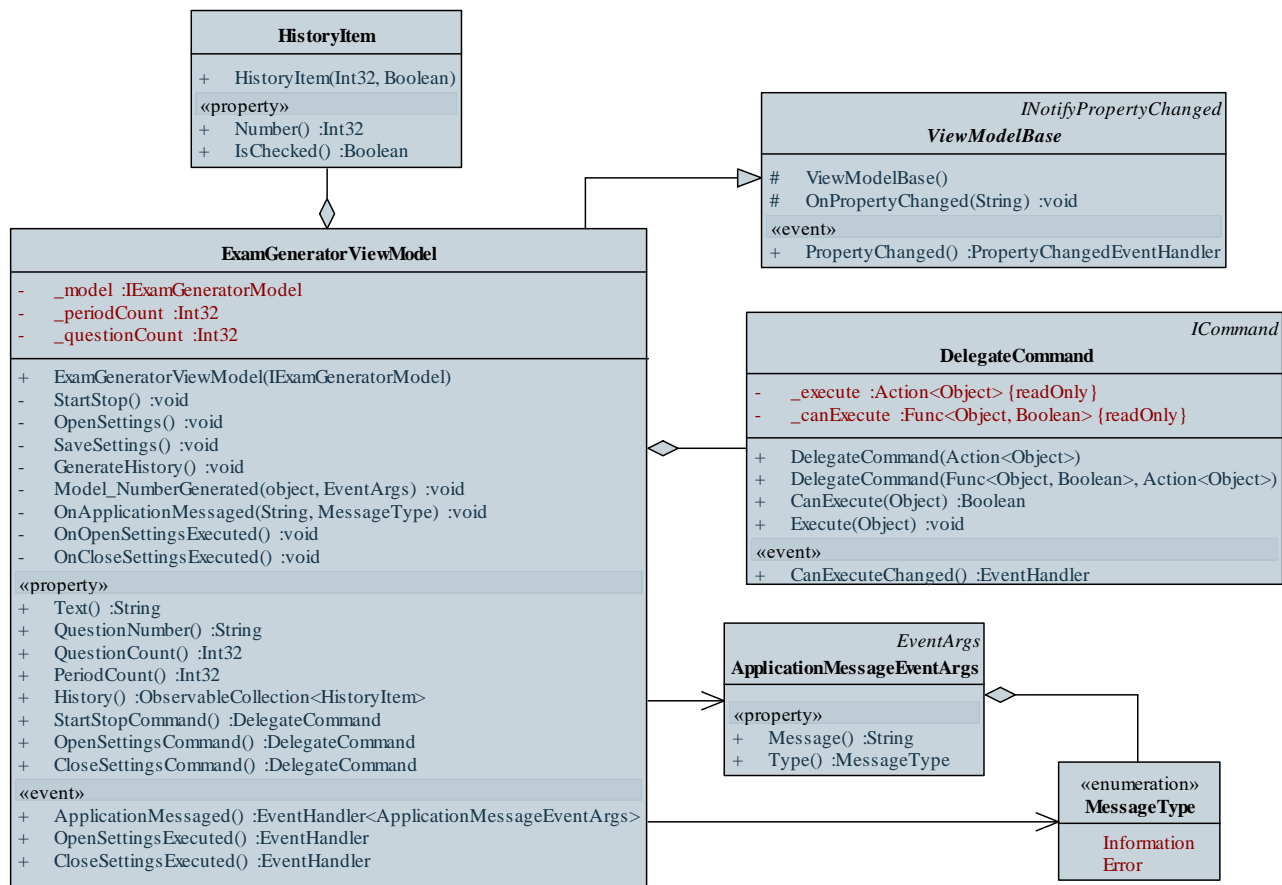 HistoryItem
+ HistoryItem(Int32, Boolean)
«property»
+ Number() :Int32
+ IsChecked() :Boolean
INotifyPropertyChanged
ViewModelBase
# ViewModelBase()
# OnPropertyChanged(String) :void
«event»
+ PropertyChanged() :PropertyChangedEventHandler
ExamGeneratorViewModel
- _model :IExamGeneratorModel
- _periodCount :Int32
- _questionCount :Int32
+ ExamGeneratorViewModel(IExamGeneratorModel)
- StartStop() :void
- OpenSettings() :void
- SaveSettings() :void
- GenerateHistory() :void
- Model_NumberGenerated(object, EventArgs) :void
- OnApplicationMessaged(String, MessageType) :void
- OnOpenSettingsExecuted() :void
- OnCloseSettingsExecuted() :void
«property»
+ Text() :String
+ QuestionNumber() :String
+ QuestionCount() :Int32
+ PeriodCount() :Int32
+ History() :ObservableCollection<HistoryItem>
+ StartStopCommand() :DelegateCommand
+ OpenSettingsCommand() :DelegateCommand
+ CloseSettingsCommand() :DelegateCommand
«event»
+ ApplicationMessaged() :EventHandler<ApplicationMessageEventArgs>
+ OpenSettingsExecuted() :EventHandler
+ CloseSettingsExecuted() :EventHandler
ICommand
DelegateCommand
- _execute :Action<Object> {readOnly}
- _canExecute :Func<Object, Boolean> {readOnly}
+ DelegateCommand(Action<Object>)
+ DelegateCommand(Func<Object, Boolean>, Action<Object>)
+ CanExecute(Object) :Boolean
+ Execute(Object) :void
«event»
+ CanExecuteChanged() :EventHandler
EventArgs
ApplicationMessageEventArgs
«property»
+ Message() :String
+ Type() :MessageType
«enumeration»
MessageType
Information
Error